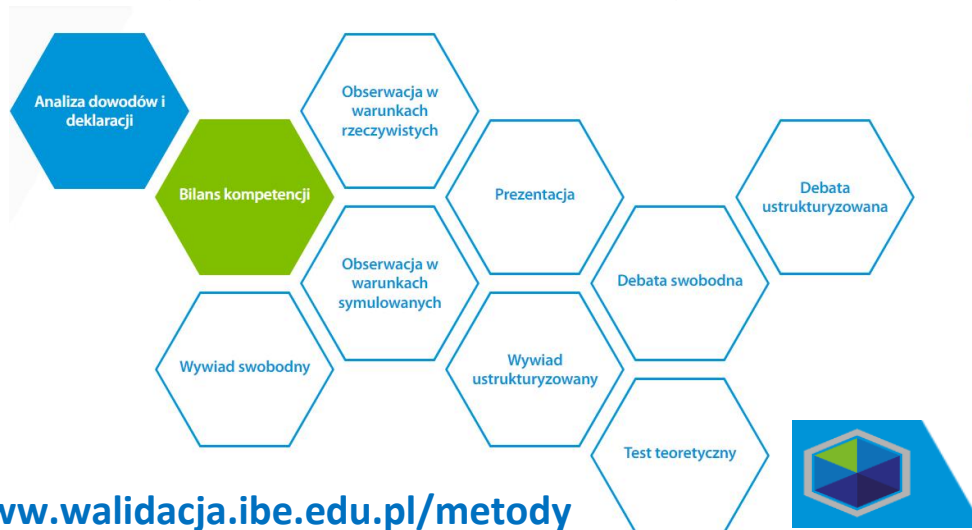 Analiza dowodów i
deklaracji
Obserwacja w
warunkach
rzeczywistych
Bilans kompetencji
Prezentacja
Debata
ustrukturyzowana
Obserwacja w
warunkach
symulowanych
Debata swobodna
Wywiad swobodny
Wywiad
ustrukturyzowany
Test teoretyczny
ww.walidacja.ibe.edu.pl/metody